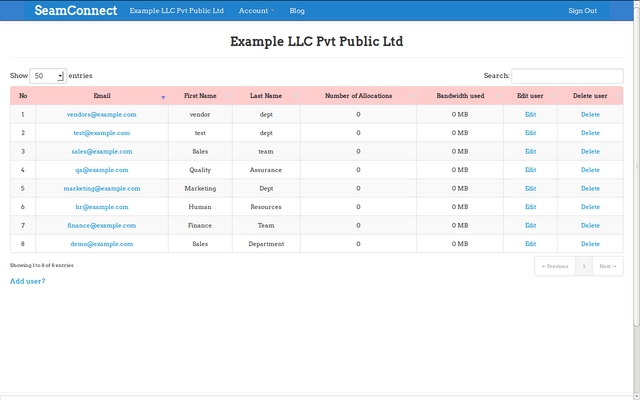 SeamConnect Example LLC Pvt Public Ltd Account Blog Sign Out
Example LLC Pvt Public Ltd
Show 50 entries Search:
No Email First Name Last Name Number of Allocations Bandwidth used Edit user Delete user
1 vendors@example.com vendor dept 0 0 MB Edit Delete
2 test@example.com test dept 0 0 MB Edit Delete
3 sales@example.com Sales team 0 0 MB Edit Delete
4 qa@example.com Quality Assurance 0 0 MB Edit Delete
5 marketing@example.com Marketing Dept 0 0 MB Edit Delete
6 hr@example.com Human Resources 0 0 MB Edit Delete
7 finance@example.com Finance Team 0 0 MB Edit Delete
8 demo@example.com Sales Department 0 0 MB Edit Delete
Showing 1 to 8 of 8 entries ← Previous 1 Next →
Add user?